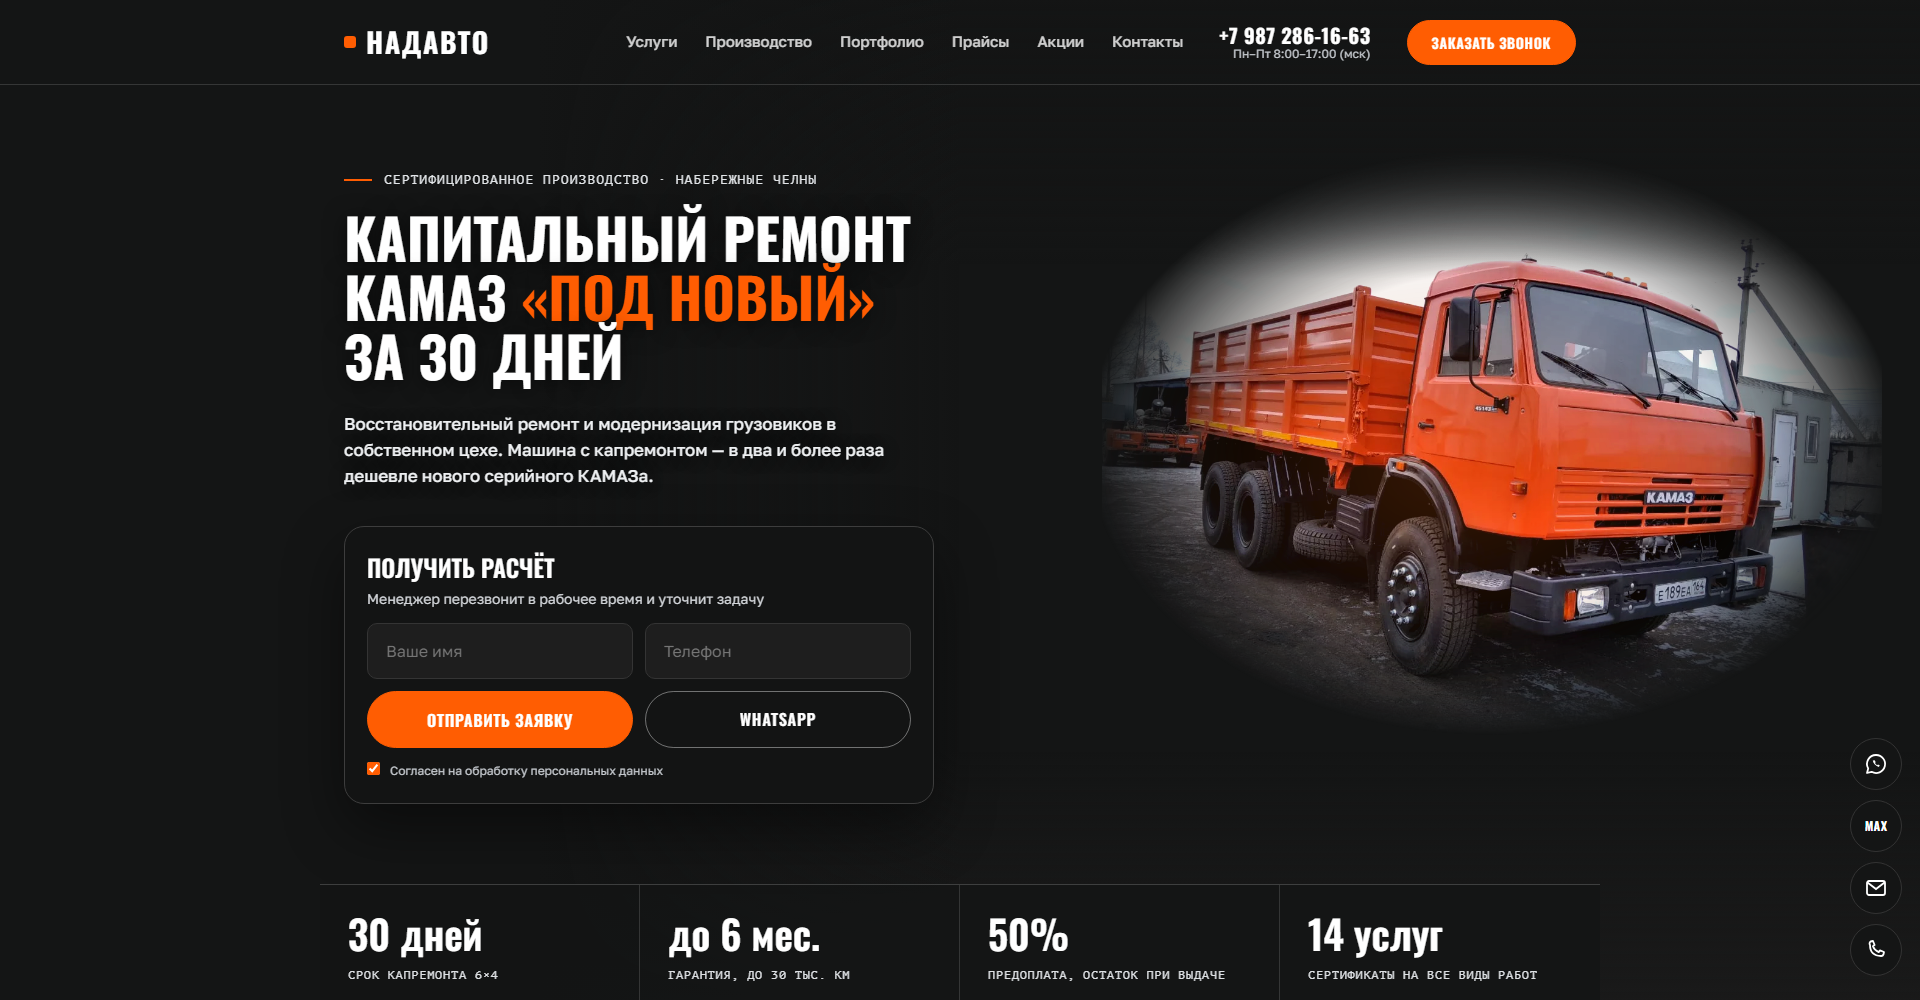 НАДАВТО
Услуги
Производство
Портфолио
Прайсы
Акции
Контакты
+7 987 286-16-63
Пн–Пт 8:00–17:00 (мск)
ЗАКАЗАТЬ ЗВОНОК
СЕРТИФИЦИРОВАННОЕ ПРОИЗВОДСТВО · НАБЕРЕЖНЫЕ ЧЕЛНЫ
КАПИТАЛЬНЫЙ РЕМОНТ
КАМАЗ «ПОД НОВЫЙ»
ЗА 30 ДНЕЙ
Восстановительный ремонт и модернизация грузовиков в
собственном цехе. Машина с капремонтом — в два и более раза
дешевле нового серийного КАМАЗа.
КАМАЗ
Е189ЕА
ПОЛУЧИТЬ РАСЧЁТ
Менеджер перезвонит в рабочее время и уточнит задачу
Ваше имя
Телефон
ОТПРАВИТЬ ЗАЯВКУ
WHATSAPP
Согласен на обработку персональных данных
MAX
30 дней
СРОК КАПРЕМОНТА 6×4
до 6 мес.
ГАРАНТИЯ, ДО 30 ТЫС. КМ
50%
ПРЕДОПЛАТА, ОСТАТОК ПРИ ВЫДАЧЕ
14 услуг
СЕРТИФИКАТЫ НА ВСЕ ВИДЫ РАБОТ